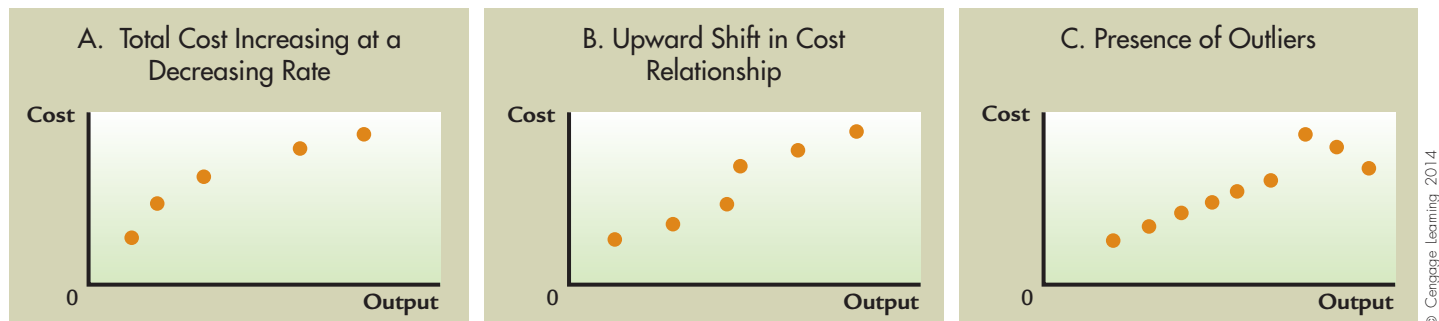 A. Total Cost Increasing at a
Decreasing Rate
Cost
0
Output
B. Upward Shift in Cost
Relationship
Cost
0
Output
C. Presence of Outliers
Cost
0
Output
© Cengage Learning 2014